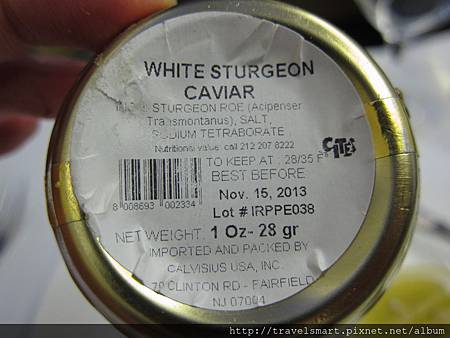 WHITE STURGEON
CAVIAR
STURGEON ROE (Acipenser
Transmontanus), SALT,
SODIUM TETRABORATE
Nutritional value: call 212 207 8222
CITES
TO KEEP AT : 28/35 F
BEST BEFORE
Nov. 15, 2013
Lot # IRPPE038
8 008693 002334
NET WEIGHT: 1 Oz- 28 gr
IMPORTED AND PACKED BY
CALVISIUS USA, INC.
CLINTON RD - FAIRFIELD
NJ 07004
http://travelsmart.pixnet.net/album